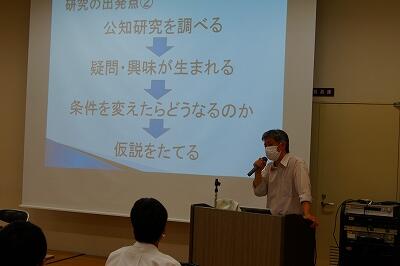 研究の出発点②
公知研究を調べる
疑問・興味が生まれる
条件を変えたらどうなるのか
仮説をたてる